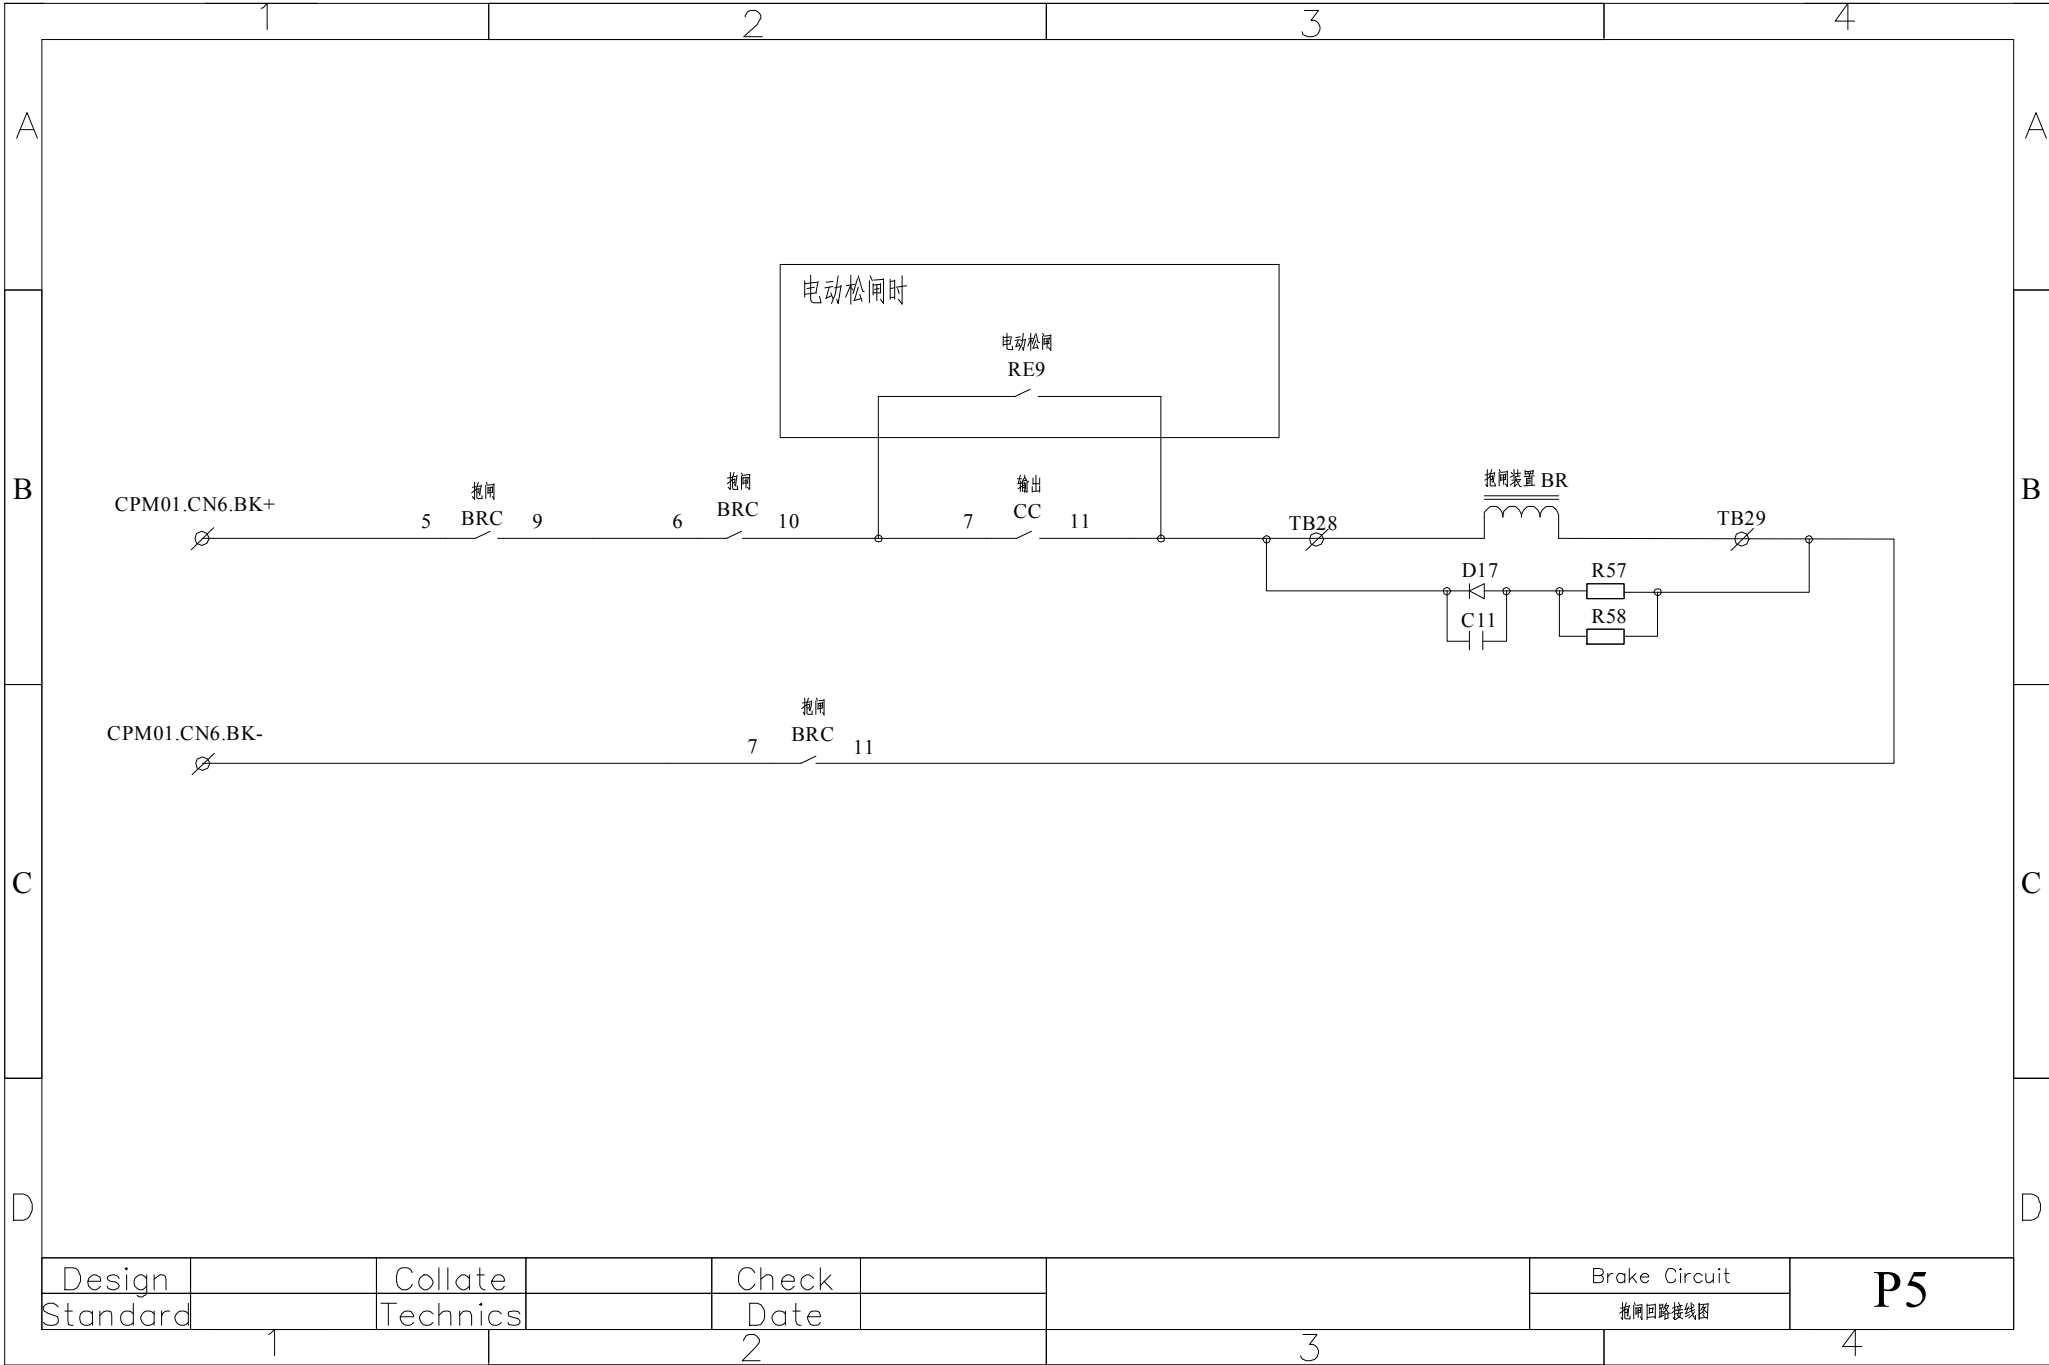 1 2 3 4
A A
电动松闸时
电动松闸
RE9
B B
CPM01.CN6.BK+
抱闸
5 BRC 9
抱闸
6 BRC 10
输出
7 CC 11
TB28
抱闸装置 BR
TB29
D17
R57
C11
R58
CPM01.CN6.BK-
抱闸
7 BRC 11
C C
D D
Design Collate Check Brake Circuit P5
Standard Technics Date 抱闸回路接线图
1 2 3 4